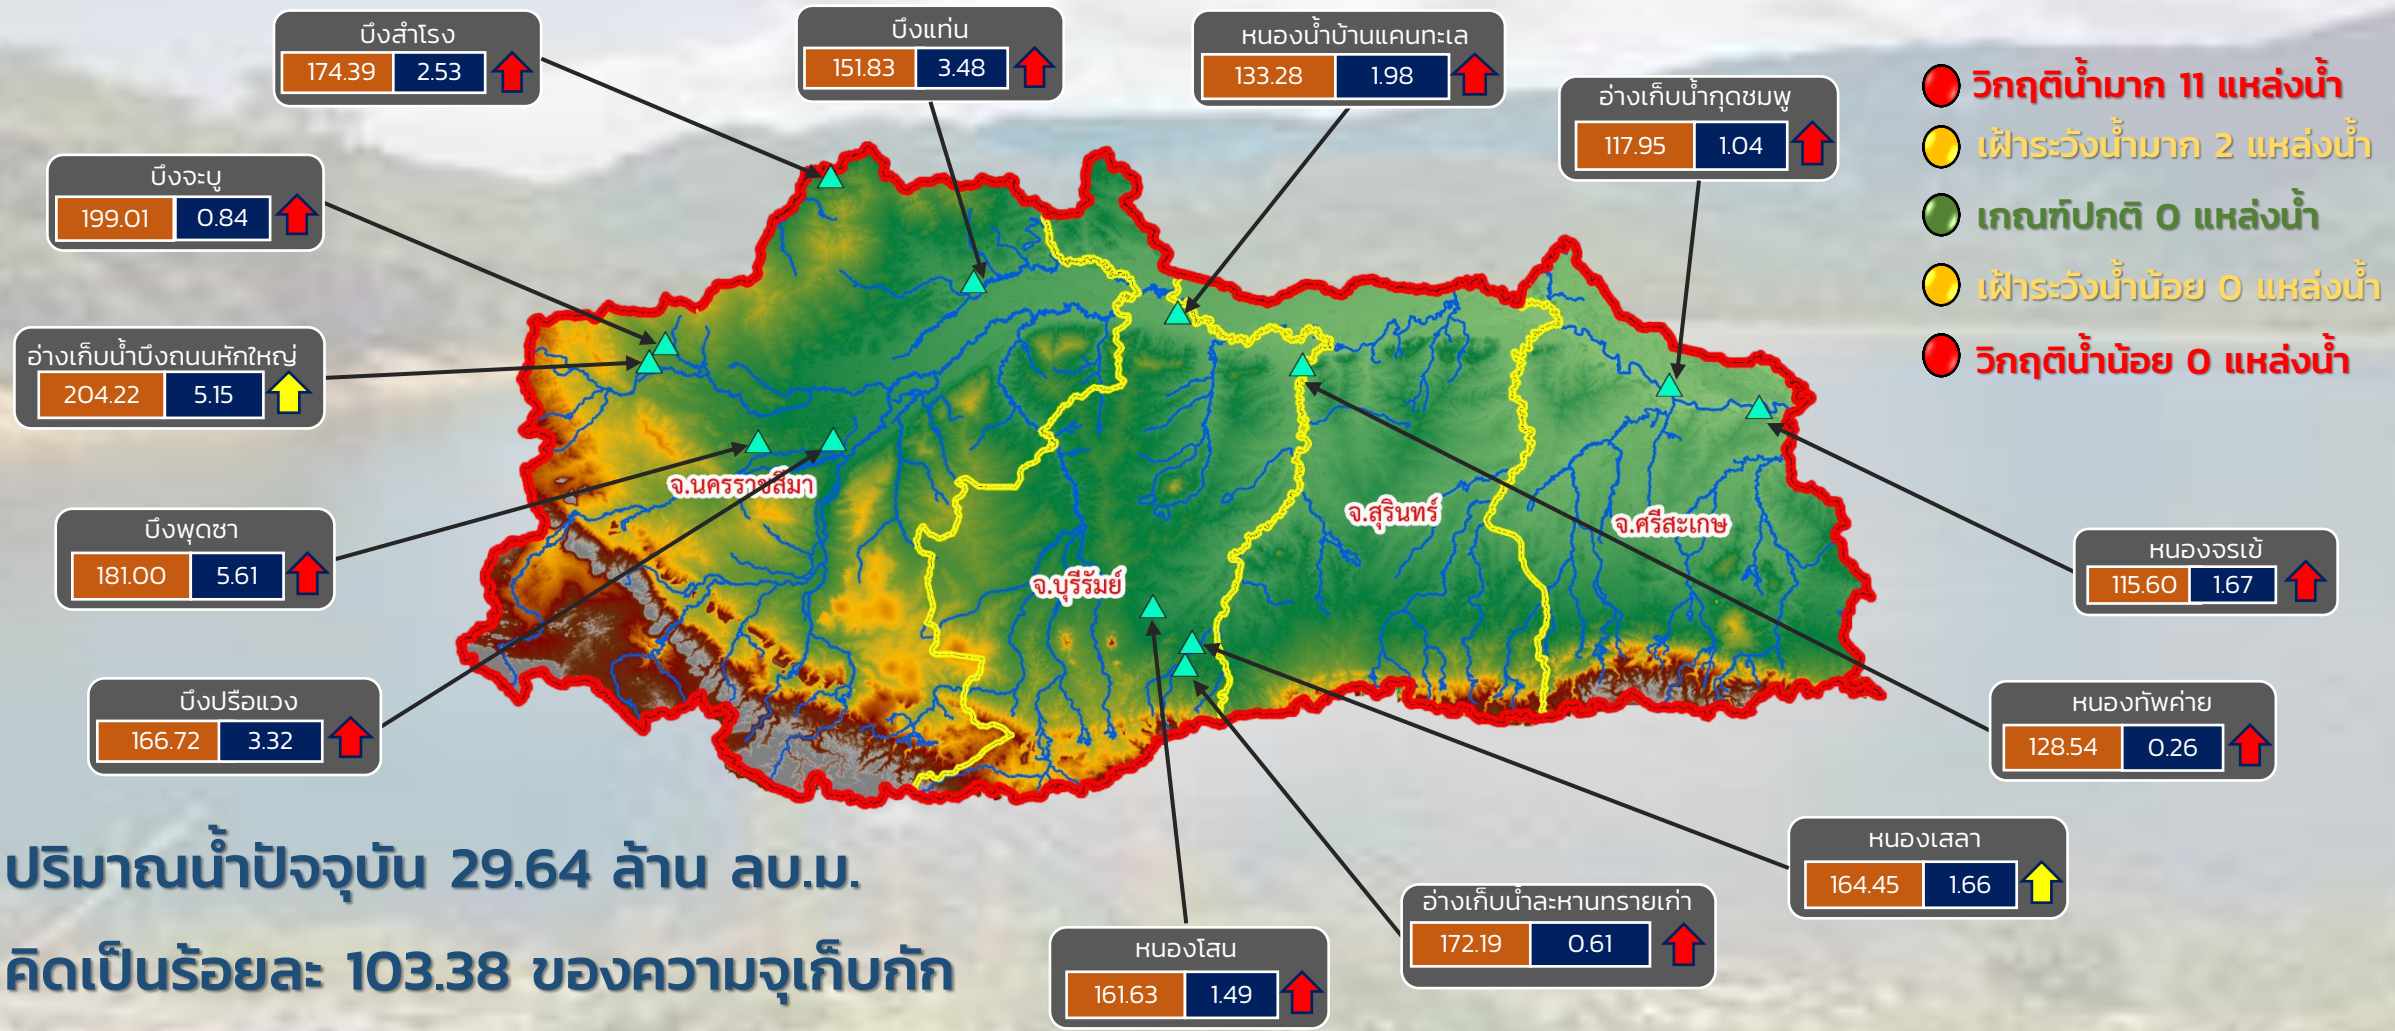 บึงสำโรง
174.39 2.53
บึงแท่น
151.83 3.48
หนองน้ำบ้านแคนทะเล
133.28 1.98
อ่างเก็บน้ำกุดชมพู
117.95 1.04
วิกฤติน้ำมาก 11 แหล่งน้ำ
เฝ้าระวังน้ำมาก 2 แหล่งน้ำ
เกณฑ์ปกติ 0 แหล่งน้ำ
เฝ้าระวังน้ำน้อย 0 แหล่งน้ำ
วิกฤติน้ำน้อย 0 แหล่งน้ำ
บึงจะบู
199.01 0.84
อ่างเก็บน้ำบึงถนนหักใหญ่
204.22 5.15
บึงพุดซา
181.00 5.61
บึงปรือแวง
166.72 3.32
จ.นครราชสีมา
จ.บุรีรัมย์
จ.สุรินทร์
จ.ศรีสะเกษ
หนองจรเข้
115.60 1.67
หนองทัพค่าย
128.54 0.26
หนองเสลา
164.45 1.66
อ่างเก็บน้ำละหานทรายเก่า
172.19 0.61
หนองโสน
161.63 1.49
ปริมาณน้ำปัจจุบัน 29.64 ล้าน ลบ.ม.
คิดเป็นร้อยละ 103.38 ของความจุเก็บกัก